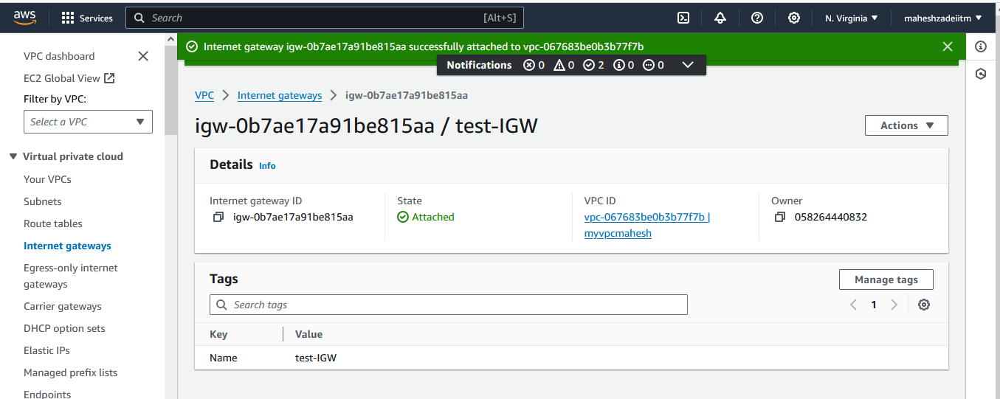 aws Services Search [Alt+S] N. Virginia maheshzadeiitm
VPC dashboard
EC2 Global View
Filter by VPC:
Select a VPC
Virtual private cloud
Your VPCs
Subnets
Route tables
Internet gateways
Egress-only internet
gateways
Carrier gateways
DHCP option sets
Elastic IPs
Managed prefix lists
Endpoints
Internet gateway igw-0b7ae17a91be815aa successfully attached to vpc-067683be0b3b77f7b
Notifications 0 0 2 0 0
VPC Internet gateways igw-0b7ae17a91be815aa
igw-0b7ae17a91be815aa / test-IGW
Actions
Details Info
Internet gateway ID
igw-0b7ae17a91be815aa
State
Attached
VPC ID
vpc-067683be0b3b77f7b |
myvpcmahesh
Owner
058264440832
Tags
Manage tags
Search tags
1
Key Value
Name test-IGW